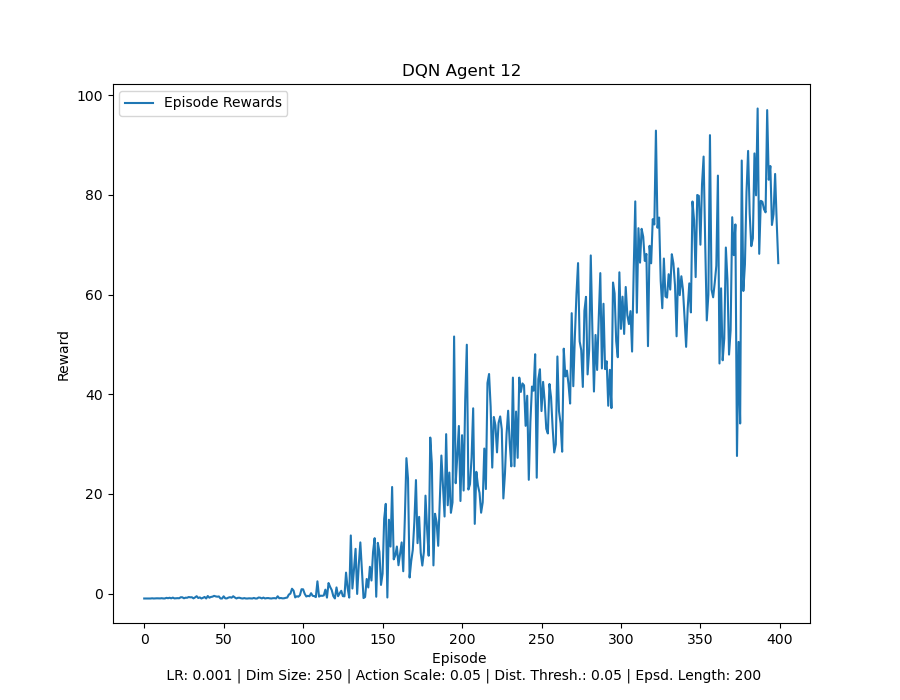 DQN Agent 12
Episode Rewards
100
80
60
40
20
0
Reward
0 50 100 150 200 250 300 350 400
Episode
LR: 0.001 | Dim Size: 250 | Action Scale: 0.05 | Dist. Thresh.: 0.05 | Epsd. Length: 200